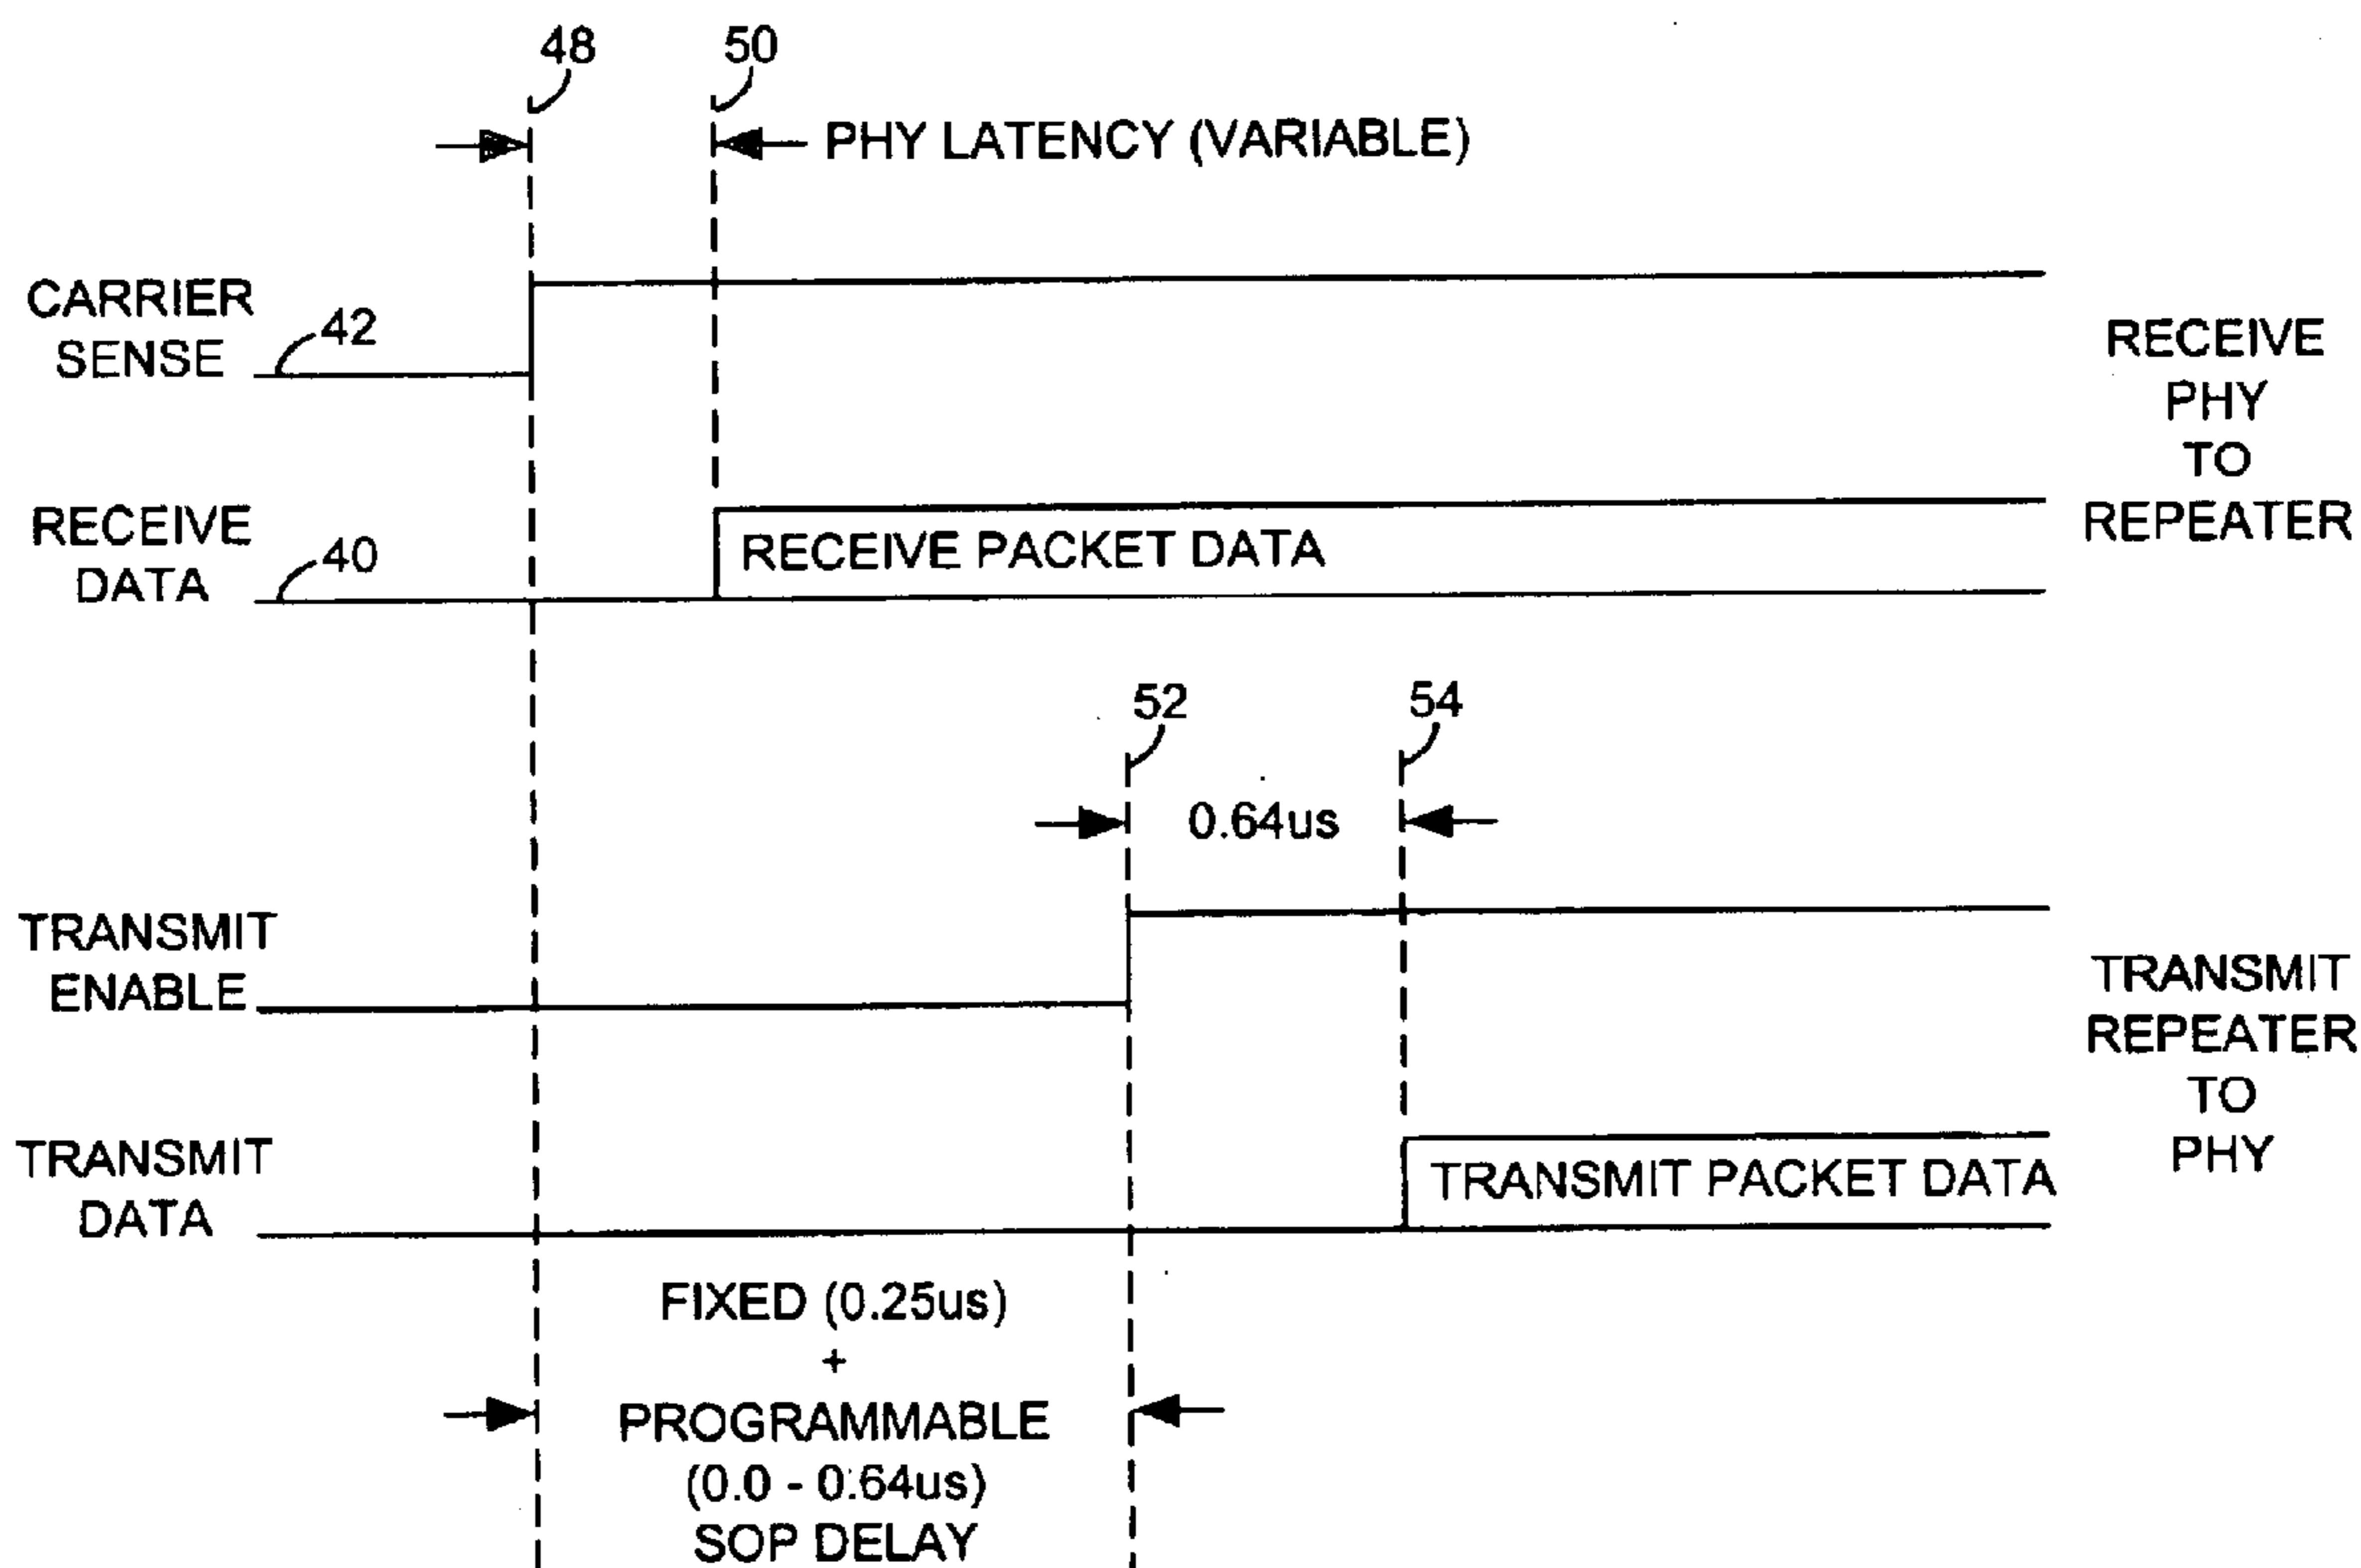 48
50
PHY LATENCY (VARIABLE)
CARRIER
SENSE
42
RECEIVE
PHY
TO
REPEATER
RECEIVE
DATA
40
RECEIVE PACKET DATA
52
54
0.64us
TRANSMIT
ENABLE
TRANSMIT
REPEATER
TO
PHY
TRANSMIT
DATA
TRANSMIT PACKET DATA
FIXED (0.25us)
+
PROGRAMMABLE
(0.0 - 0.64us)
SOP DELAY